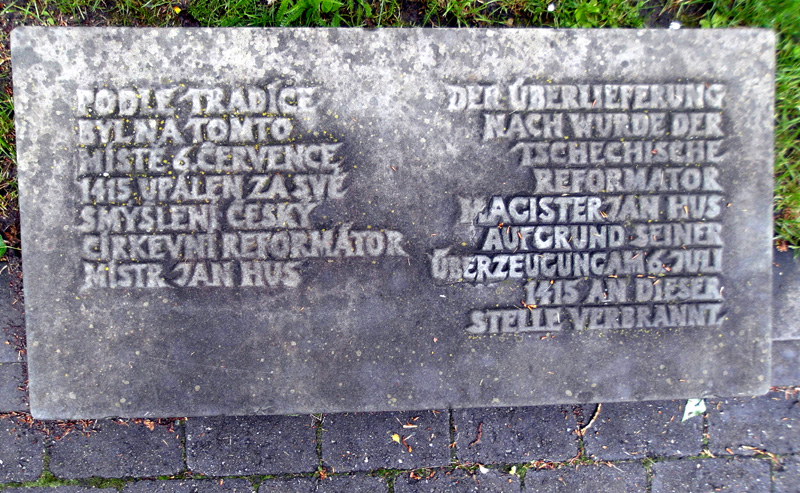 PODLE TRADICE
BYL NA TOMTO
MÍSTĚ 6. ČERVENCE
1415 UPÁLEN ZA SVÉ
SMÝŠLENÍ ČESKÝ
CÍRKEVNÍ REFORMÁTOR
MISTR JAN HUS
DER ÜBERLIEFERUNG
NACH WURDE DER
TSCHECHISCHE
REFORMATOR
MAGISTER JAN HUS
AUFGRUND SEINER
ÜBERZEUGUNG AM 6. JULI
1415 AN DIESER
STELLE VERBRANNT